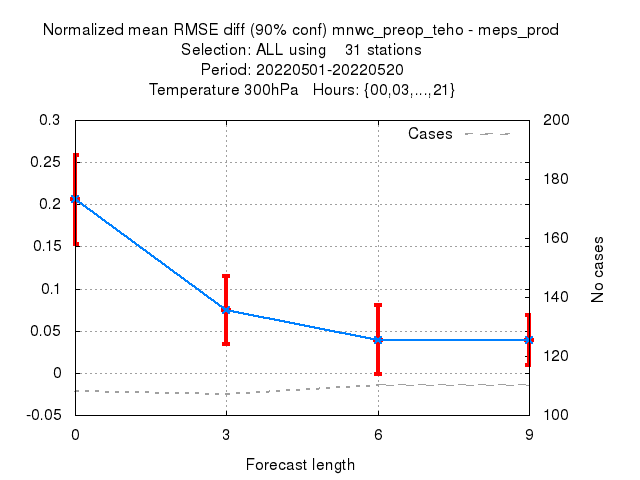 Normalized mean RMSE diff (90% conf) mnwc_preop_teho - meps_prod
Selection: ALL using 31 stations
Period: 20220501-20220520
Temperature 300hPa Hours: {00,03,...,21}
Cases
0.3
0.25
0.2
0.15
0.1
0.05
0
-0.05
200
180
160
140
120
100
No cases
0 3 6 9
Forecast length